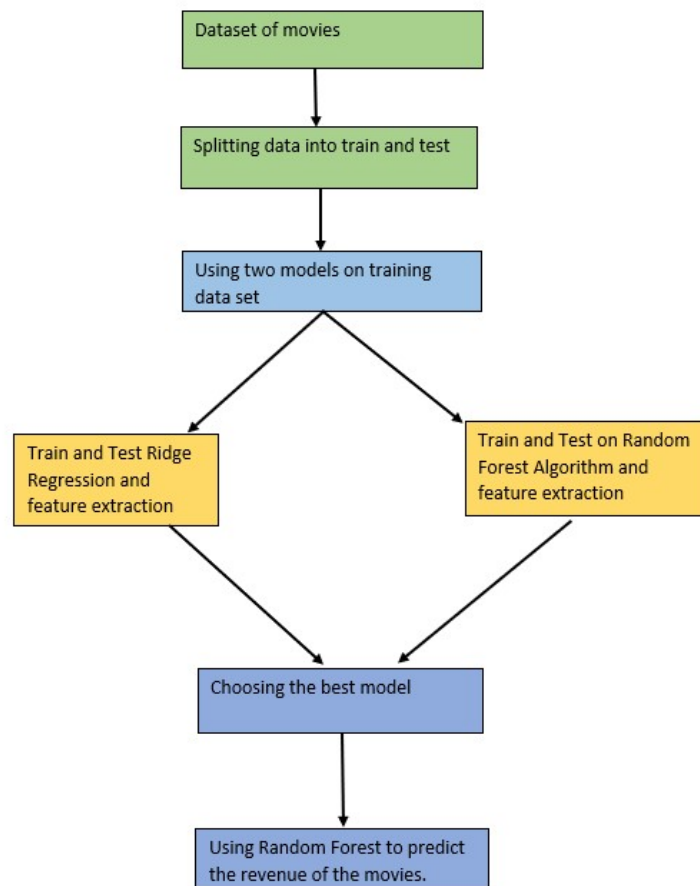 Dataset of movies
Splitting data into train and test
Using two models on training
data set
Train and Test Ridge
Regression and
feature extraction
Train and Test on Random
Forest Algorithm and
feature extraction
Choosing the best model
Using Random Forest to predict
the revenue of the movies.